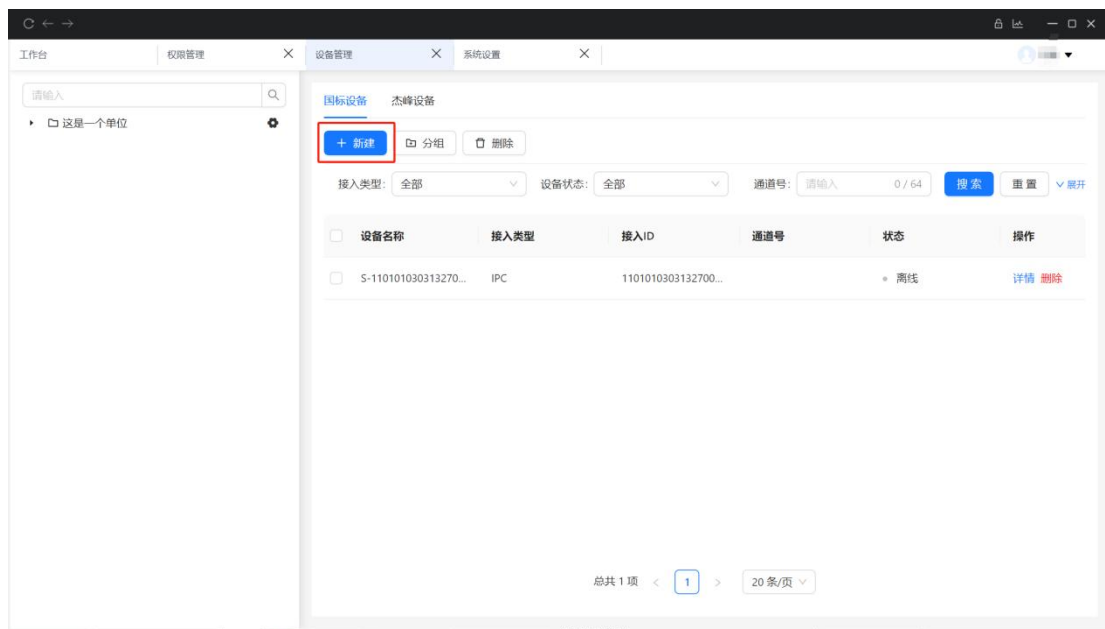 工作台 权限管理 设备管理 系统设置
请输入
这是一个单位
国标设备 杰峰设备
+ 新建 分组 删除
接入类型: 全部 设备状态: 全部 通道号: 请输入 0 / 64 搜索 重置 展开
设备名称 接入类型 接入ID 通道号 状态 操作
S-110101030313270... IPC 1101010303132700... 离线 详情 删除
总共 1 项 < 1 > 20 条/页